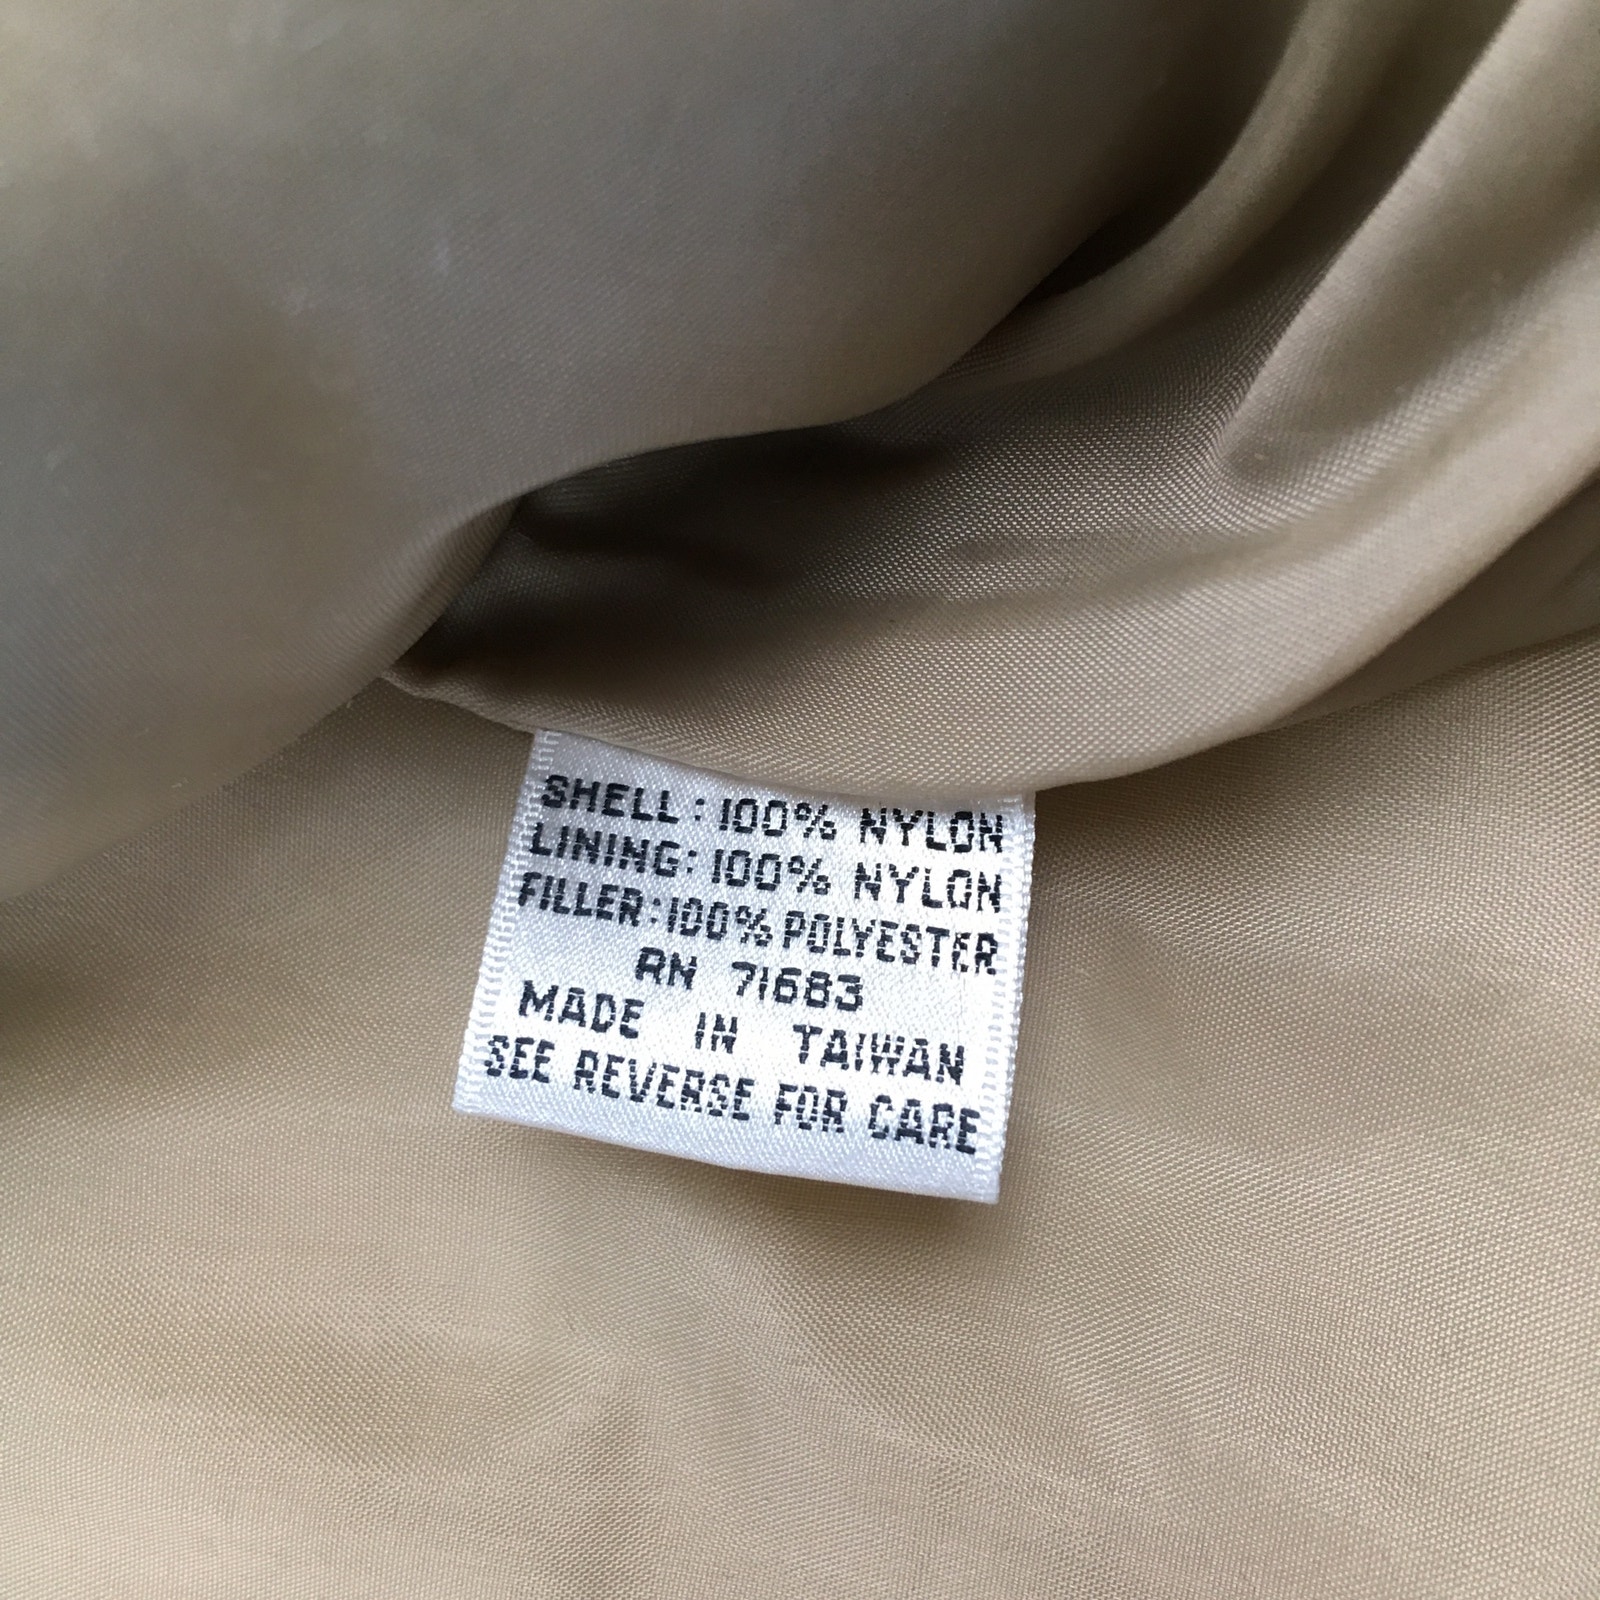 SHELL: 100% NYLON
LINING: 100% NYLON
FILLER: 100% POLYESTER
RN 71683
MADE IN TAIWAN
SEE REVERSE FOR CARE